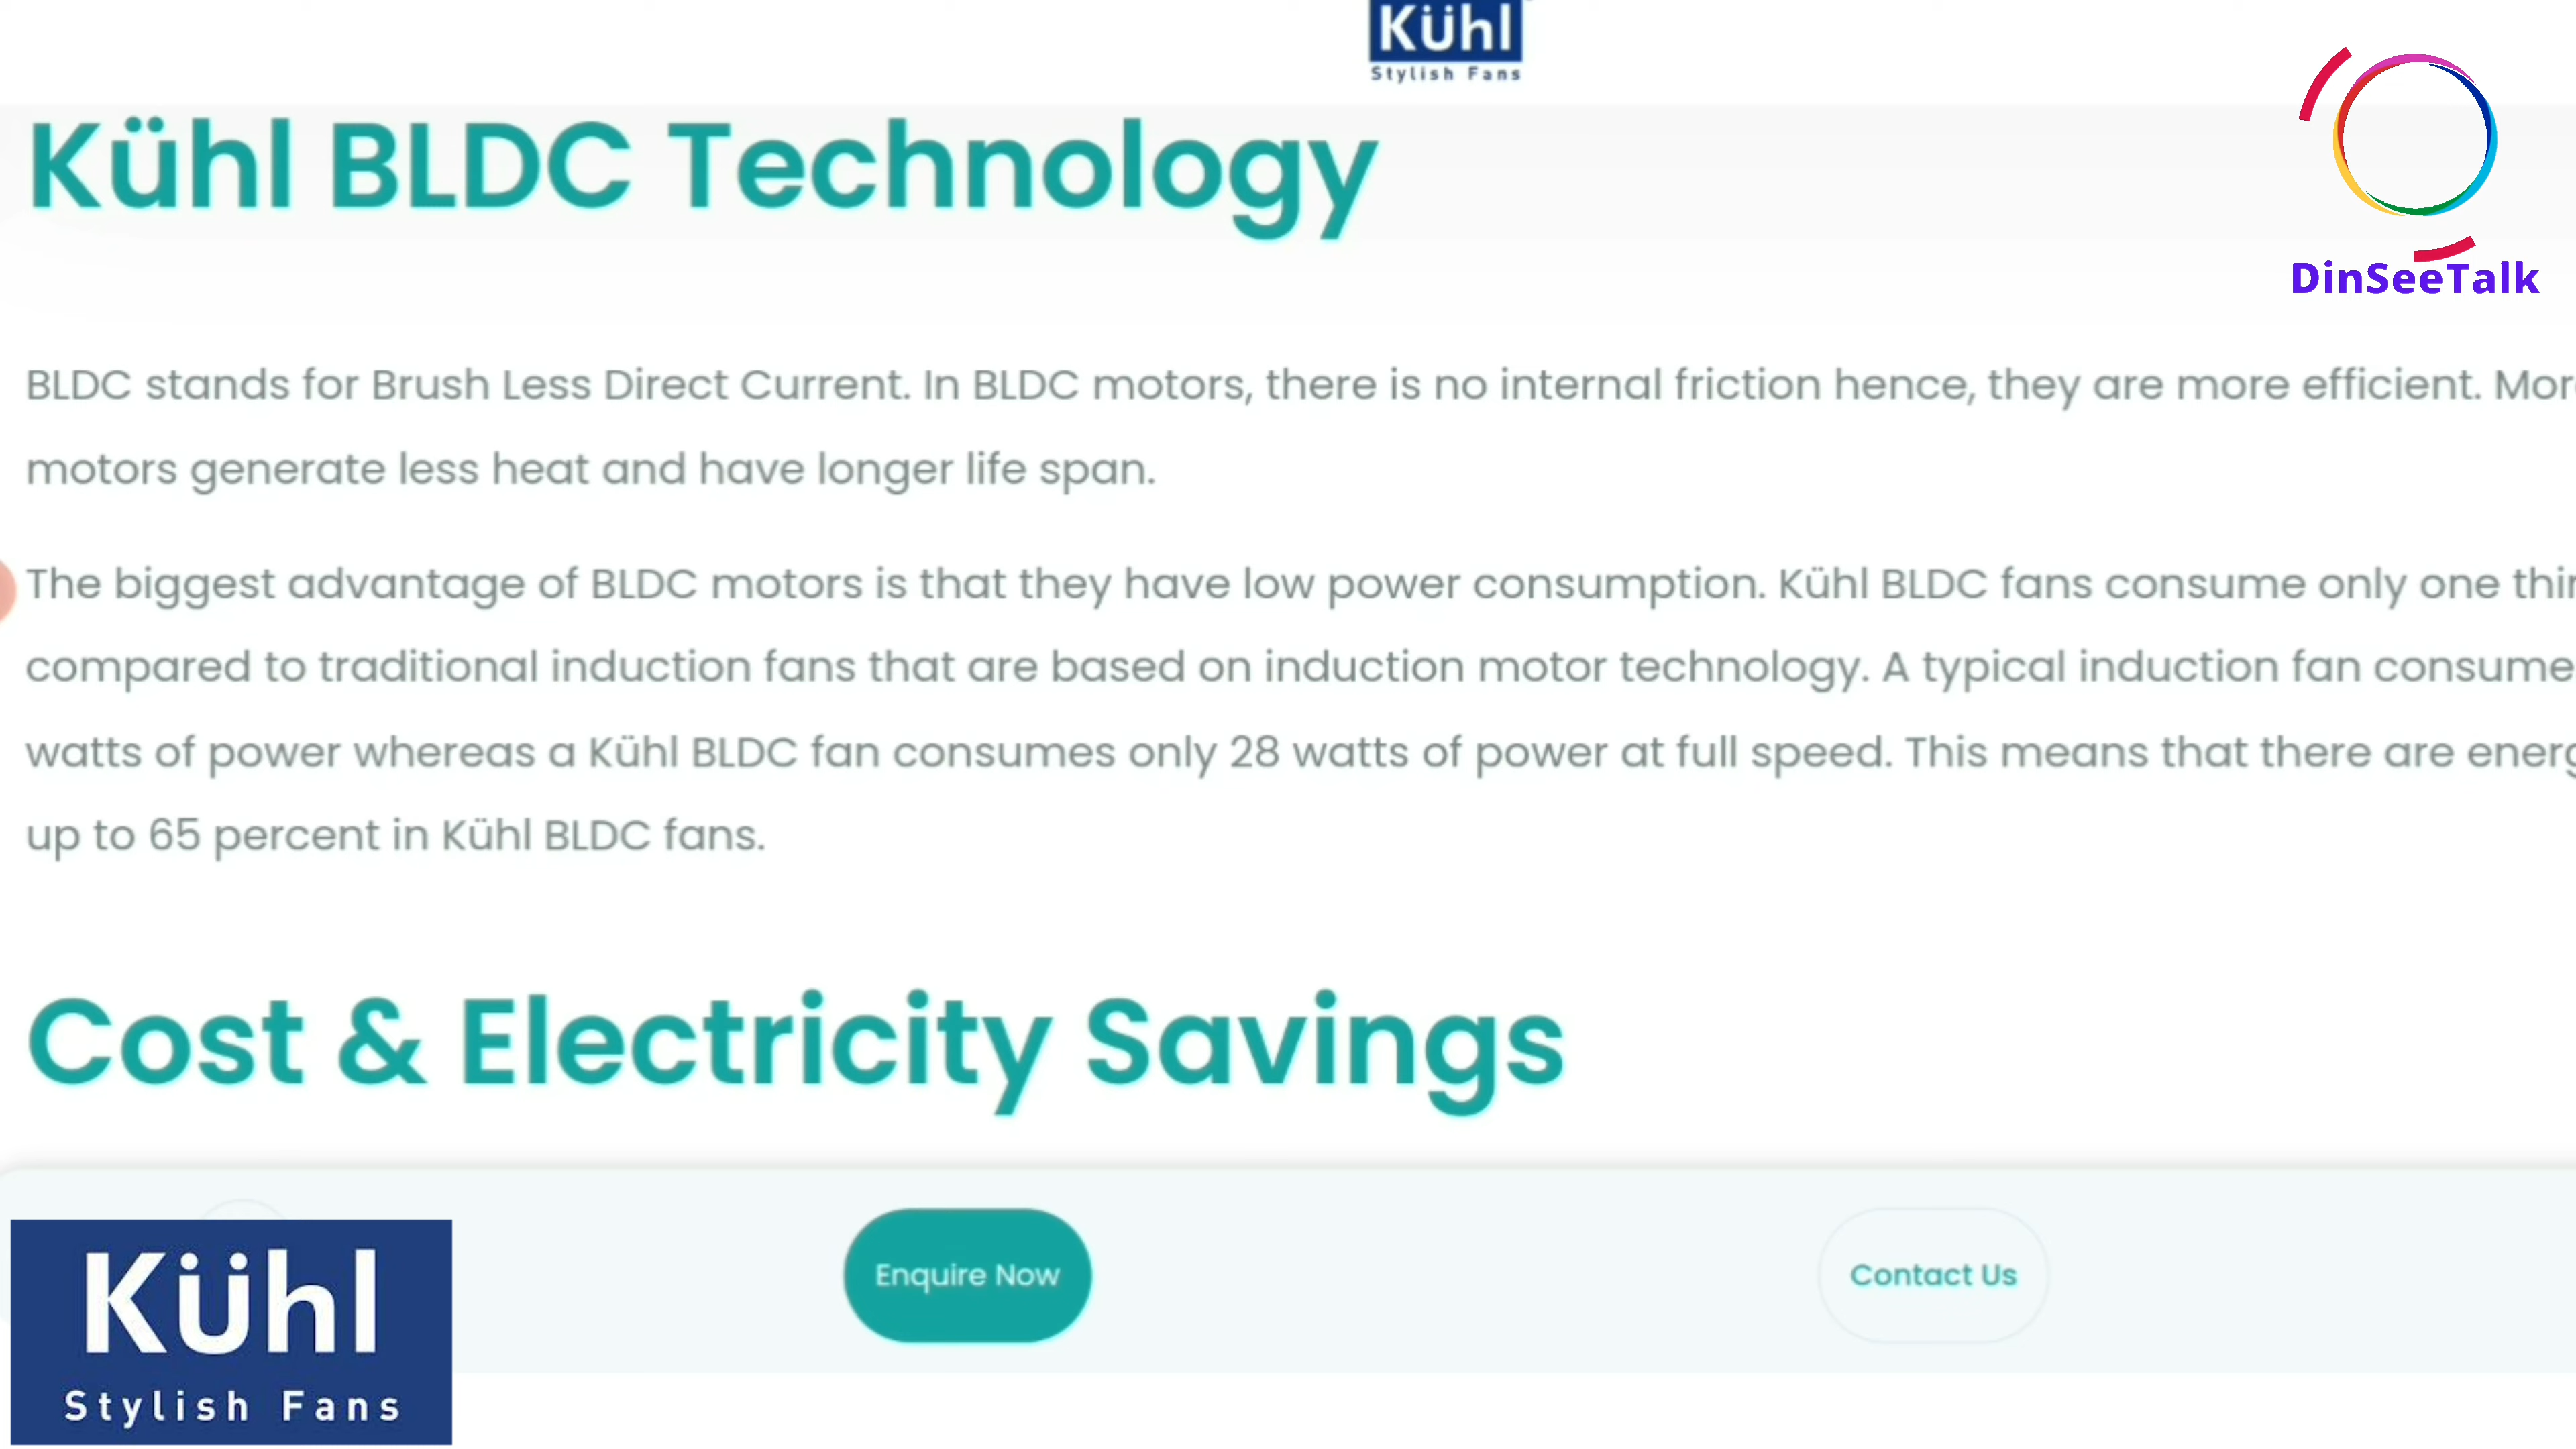 Kühl
Stylish Fans
Kühl BLDC Technology
DinSeeTalk
BLDC stands for Brush Less Direct Current. In BLDC motors, there is no internal friction hence, they are more efficient.
motors generate less heat and have longer life span.
The biggest advantage of BLDC motors is that they have low power consumption. Kühl BLDC fans consume only one
compared to traditional induction fans that are based on induction motor technology. A typical induction fan
watts of power whereas a Kühl BLDC fan consumes only 28 watts of power at full speed. This means that there are
up to 65 percent in Kühl BLDC fans.
Cost & Electricity Savings
Enquire Now
Contact Us
Kühl
Stylish Fans